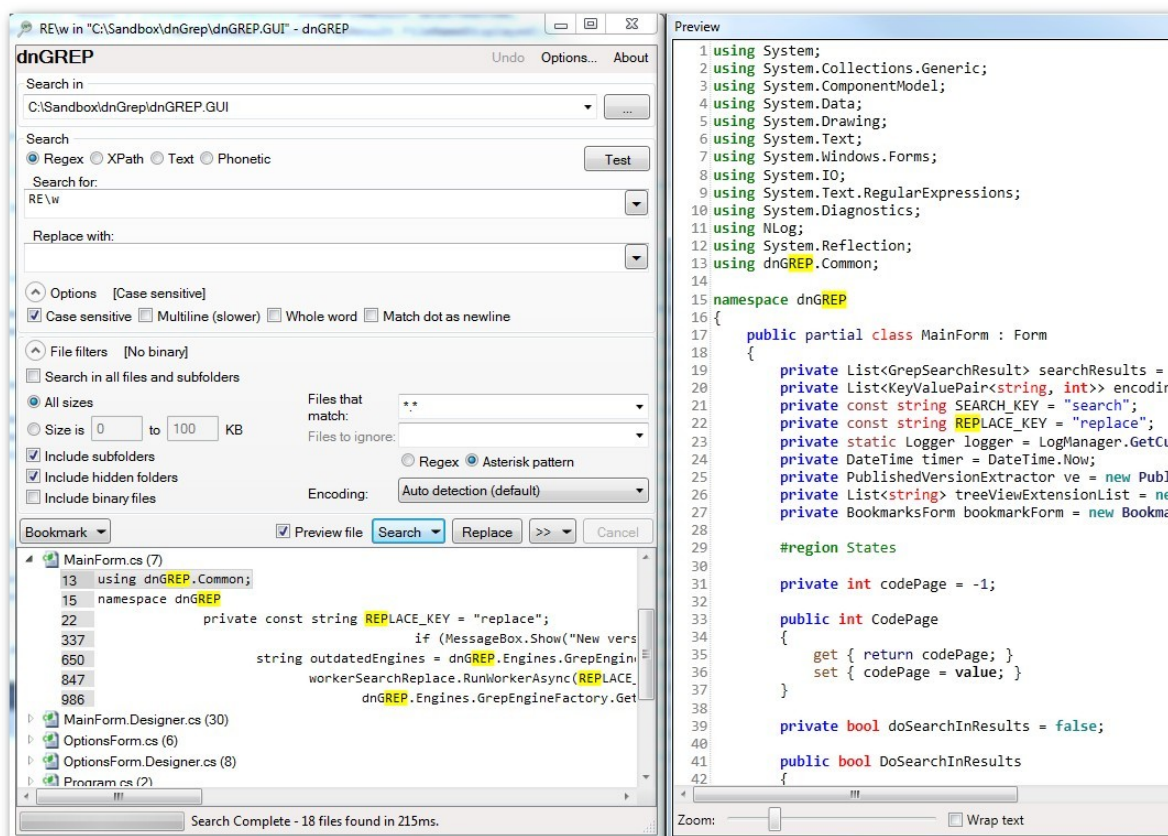 RE\w in "C:\Sandbox\dnGrep\dnGREP.GUI" - dnGREP
dnGREP Undo Options... About
Search in
C:\Sandbox\dnGrep\dnGREP.GUI ...
Search
Regex XPath Text Phonetic Test
Search for:
RE\w
Replace with:
Options [Case sensitive]
Case sensitive Multiline (slower) Whole word Match dot as newline
File filters [No binary]
Search in all files and subfolders
All sizes
Size is 0 to 100 KB
Include subfolders
Include hidden folders
Include binary files
Files that match: *.*
Files to ignore:
Regex Asterisk pattern
Encoding: Auto detection (default)
Bookmark Preview file Search Replace >> Cancel
MainForm.cs (7)
13 using dnGREP.Common;
15 namespace dnGREP
22 private const string REPLACE_KEY = "replace";
337 if (MessageBox.Show("New vers
650 string outdatedEngines = dnGREP.Engines.GrepEngin
847 workerSearchReplace.RunWorkerAsync(REPLACE_
986 dnGREP.Engines.GrepEngineFactory.Get
MainForm.Designer.cs (30)
OptionsForm.cs (6)
OptionsForm.Designer.cs (8)
Program.cs (2)
Search Complete - 18 files found in 215ms.
Preview
1 using System;
2 using System.Collections.Generic;
3 using System.ComponentModel;
4 using System.Data;
5 using System.Drawing;
6 using System.Text;
7 using System.Windows.Forms;
8 using System.IO;
9 using System.Text.RegularExpressions;
10 using System.Diagnostics;
11 using NLog;
12 using System.Reflection;
13 using dnGREP.Common;
14
15 namespace dnGREP
16 {
17 public partial class MainForm : Form
18 {
19 private List<GrepSearchResult> searchResults =
20 private List<KeyValuePair<string, int>> encodin
21 private const string SEARCH_KEY = "search";
22 private const string REPLACE_KEY = "replace";
23 private static Logger logger = LogManager.GetCu
24 private DateTime timer = DateTime.Now;
25 private PublishedVersionExtractor ve = new Publ
26 private List<string> treeViewExtensionList = ne
27 private BookmarksForm bookmarkForm = new Bookma
28
29 #region States
30
31 private int codePage = -1;
32
33 public int CodePage
34 {
35 get { return codePage; }
36 set { codePage = value; }
37 }
38
39 private bool doSearchInResults = false;
40
41 public bool DoSearchInResults
42 {
Zoom: Wrap text